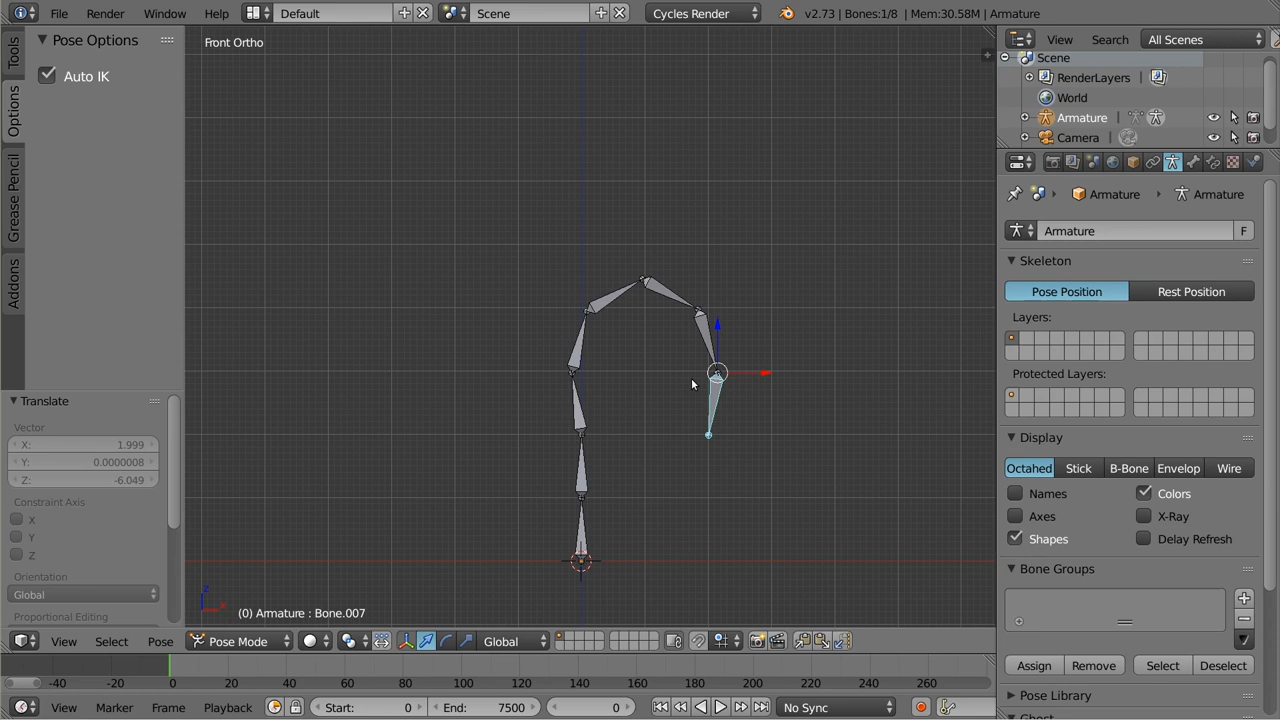 File Render Window Help Default Scene Cycles Render v2.73 | Bones:1/8 | Mem:30.58M | Armature
Tools
Options
Grease Pencil
Addons
Pose Options
Auto IK
Translate
Vector
X: 1.999
Y: 0.0000008
Z: -6.049
Constraint Axis
X
Y
Z
Orientation
Global
Proportional Editing
Front Ortho
z
x
(0) Armature : Bone.007
View Select Pose Pose Mode Global
-40 -20 0 20 40 60 80 100 120 140 160 180 200 220 240 260
View Marker Frame Playback Start: 0 End: 7500 0 No Sync
View Search All Scenes
Scene
RenderLayers
World
Armature
Camera
Armature Armature
Armature F
Skeleton
Pose Position Rest Position
Layers:
Protected Layers:
Display
Octahed Stick B-Bone Envelop Wire
Names Colors
Axes X-Ray
Shapes Delay Refresh
Bone Groups
Assign Remove Select Deselect
Pose Library